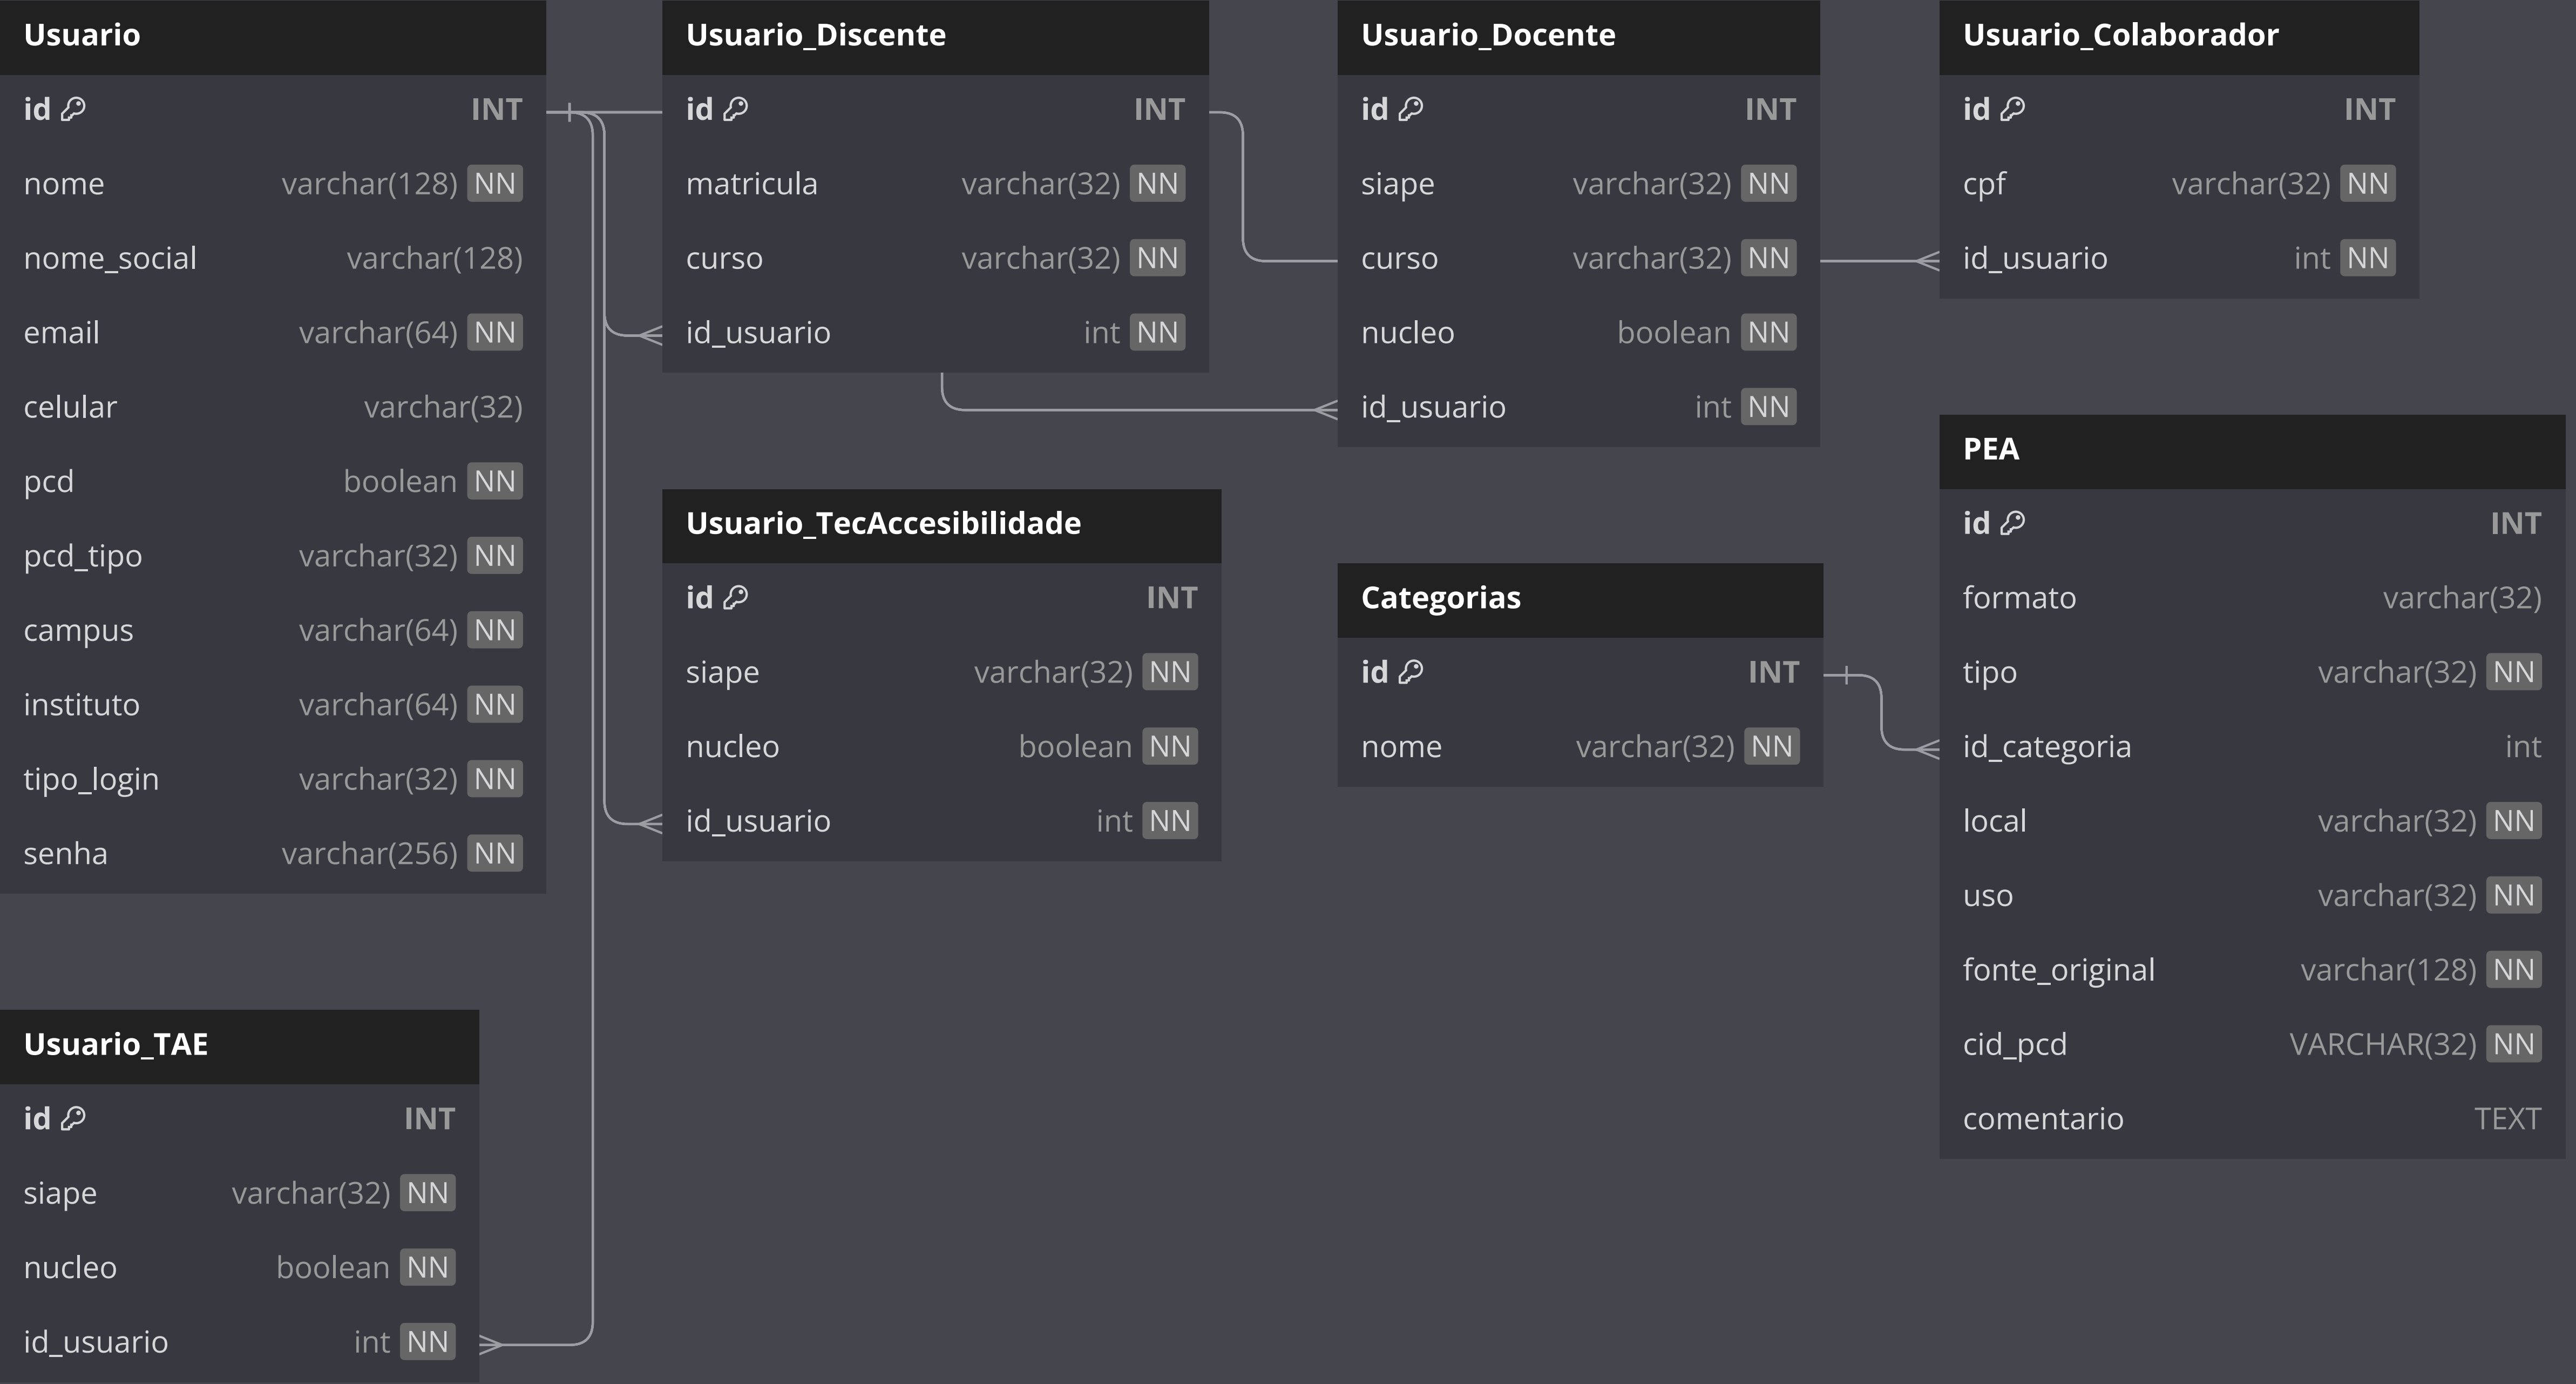 Usuario
id INT
nome varchar(128) NN
nome_social varchar(128)
email varchar(64) NN
celular varchar(32)
pcd boolean NN
pcd_tipo varchar(32) NN
campus varchar(64) NN
instituto varchar(64) NN
tipo_login varchar(32) NN
senha varchar(256) NN
Usuario_Discente
id INT
matricula varchar(32) NN
curso varchar(32) NN
id_usuario int NN
Usuario_Docente
id INT
siape varchar(32) NN
curso varchar(32) NN
nucleo boolean NN
id_usuario int NN
Usuario_Colaborador
id INT
cpf varchar(32) NN
id_usuario int NN
Usuario_TecAccesibilidade
id INT
siape varchar(32) NN
nucleo boolean NN
id_usuario int NN
Categorias
id INT
nome varchar(32) NN
PEA
id INT
formato varchar(32)
tipo varchar(32) NN
id_categoria int
local varchar(32) NN
uso varchar(32) NN
fonte_original varchar(128) NN
cid_pcd VARCHAR(32) NN
comentario TEXT
Usuario_TAE
id INT
siape varchar(32) NN
nucleo boolean NN
id_usuario int NN